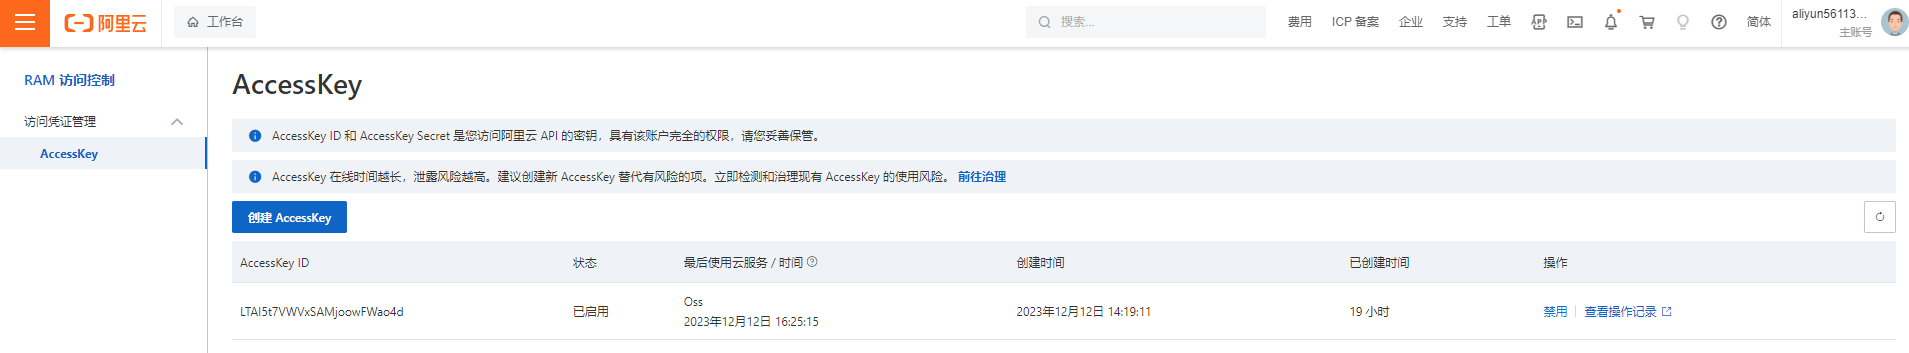 阿里云 工作台 搜索... 费用 ICP 备案 企业 支持 工单 APP 简体 aliyun56113...
主账号
RAM 访问控制
访问凭证管理
AccessKey
AccessKey
AccessKey ID 和 AccessKey Secret 是您访问阿里云 API 的密钥，具有该账户完全的权限，请您妥善保管。
AccessKey 在线时间越长，泄露风险越高。建议创建新 AccessKey 替代有风险的项。立即检测和治理现有 AccessKey 的使用风险。 前往治理
创建 AccessKey
AccessKey ID 状态 最后使用云服务 / 时间 创建时间 已创建时间 操作
LTAI5t7VWVxSAMjoowFWao4d 已启用 Oss 2023年12月12日 14:19:11 19 小时 禁用 查看操作记录
2023年12月12日 16:25:15